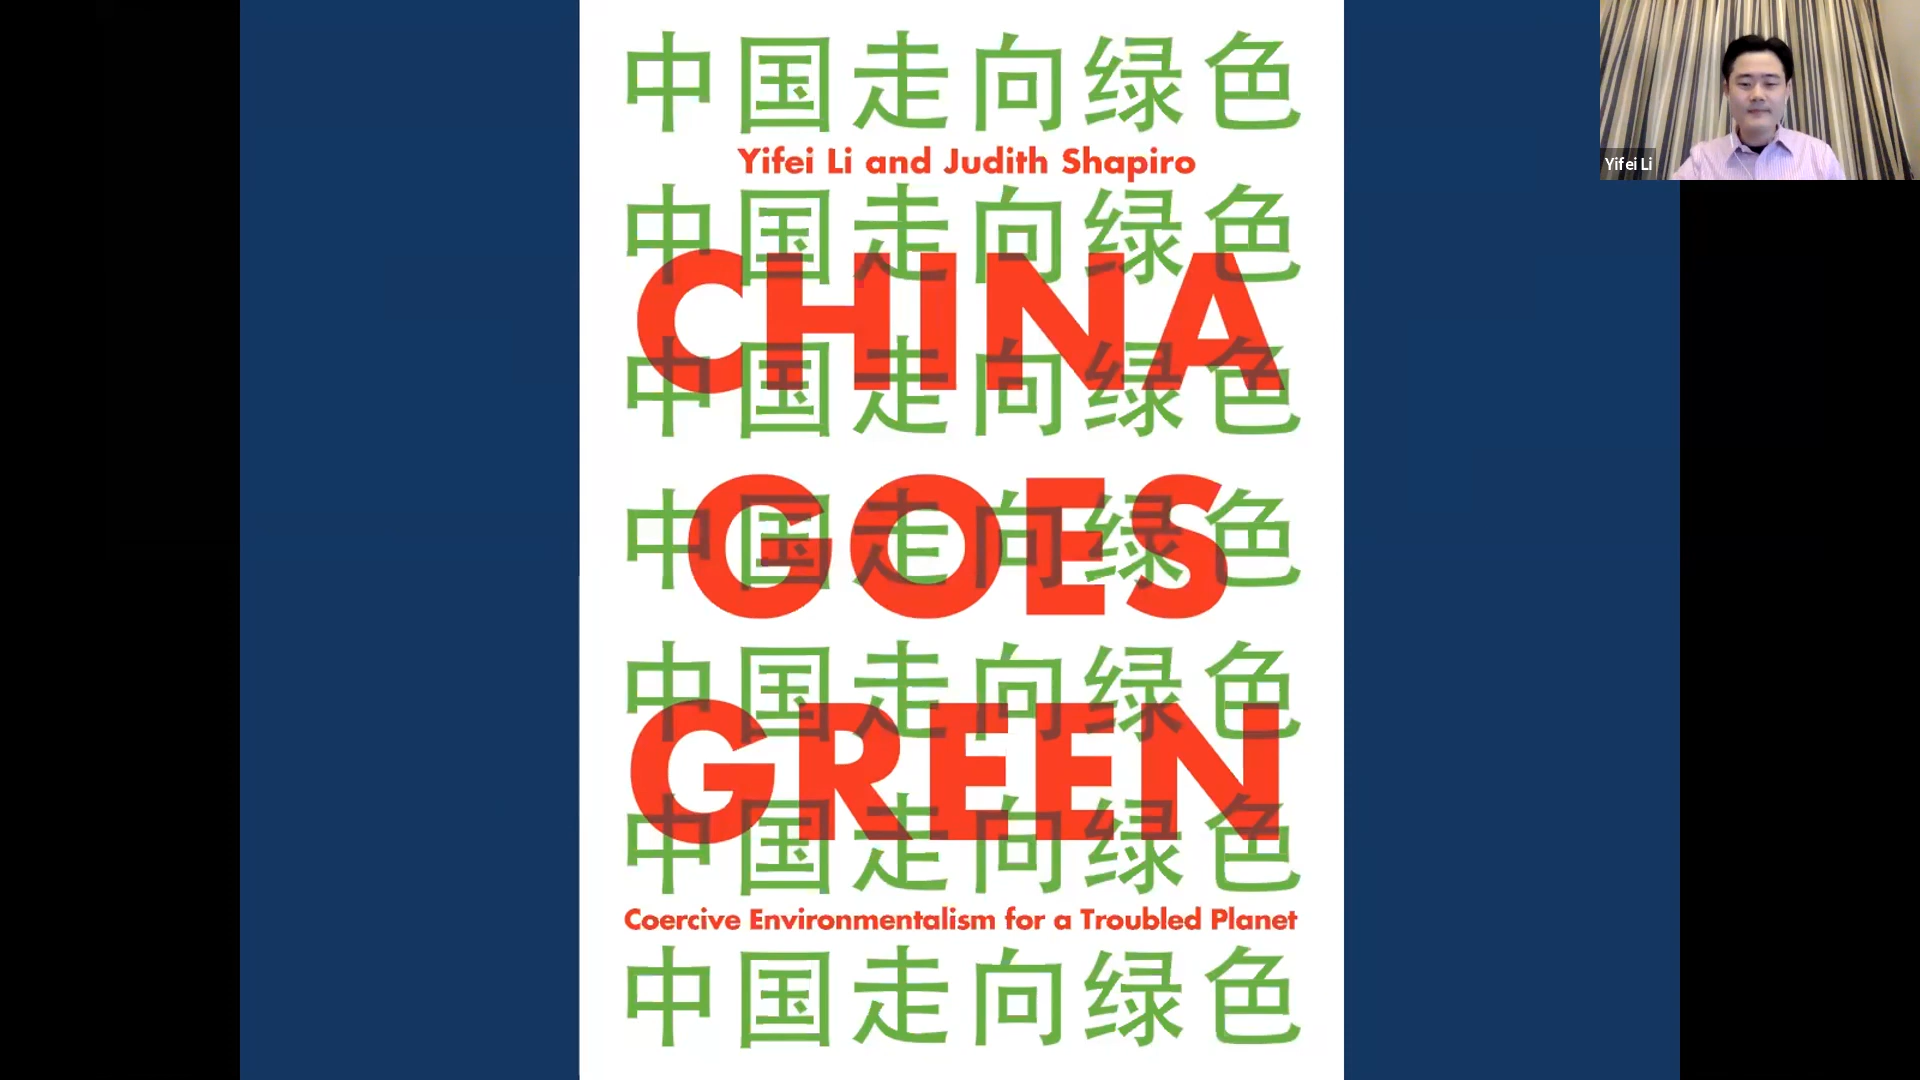 中国走向绿色
Yifei Li and Judith Shapiro
中国走向绿色
CHINA
中国走向绿色
GOES
中国走向绿色
中国走向绿色
GREEN
中国走向绿色
Coercive Environmentalism for a Troubled Planet
中国走向绿色
Yifei Li